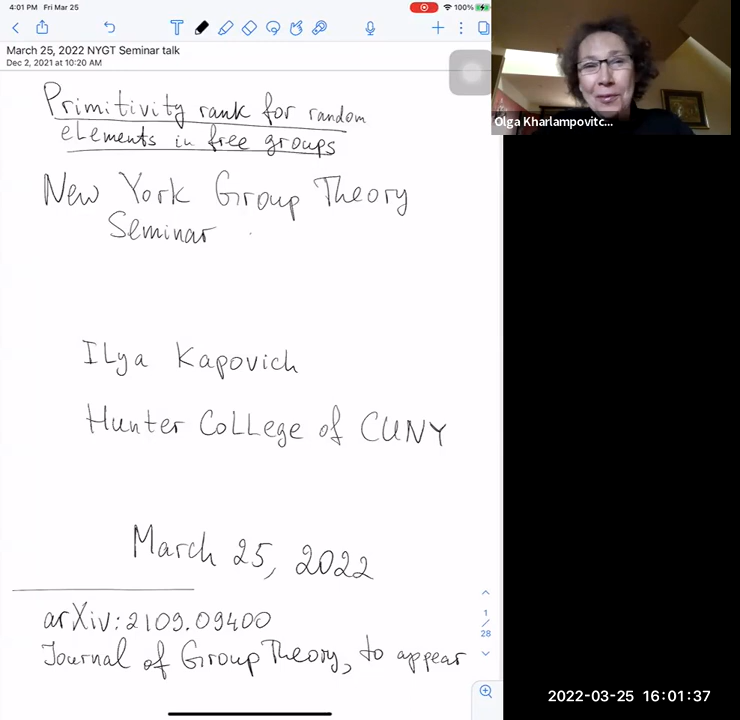 4:01 PM Fri Mar 25
100%
T
March 25, 2022 NYGT Seminar talk
Dec 2, 2021 at 10:20 AM
Olga Kharlampovitc...
Primitivity rank for random
elements in free groups
New York Group Theory
Seminar
Ilya Kapovich
Hunter College of CUNY
March 25, 2022
arXiv:2109.09400
Journal of Group Theory, to appear
1
/
28
2022-03-25 16:01:37